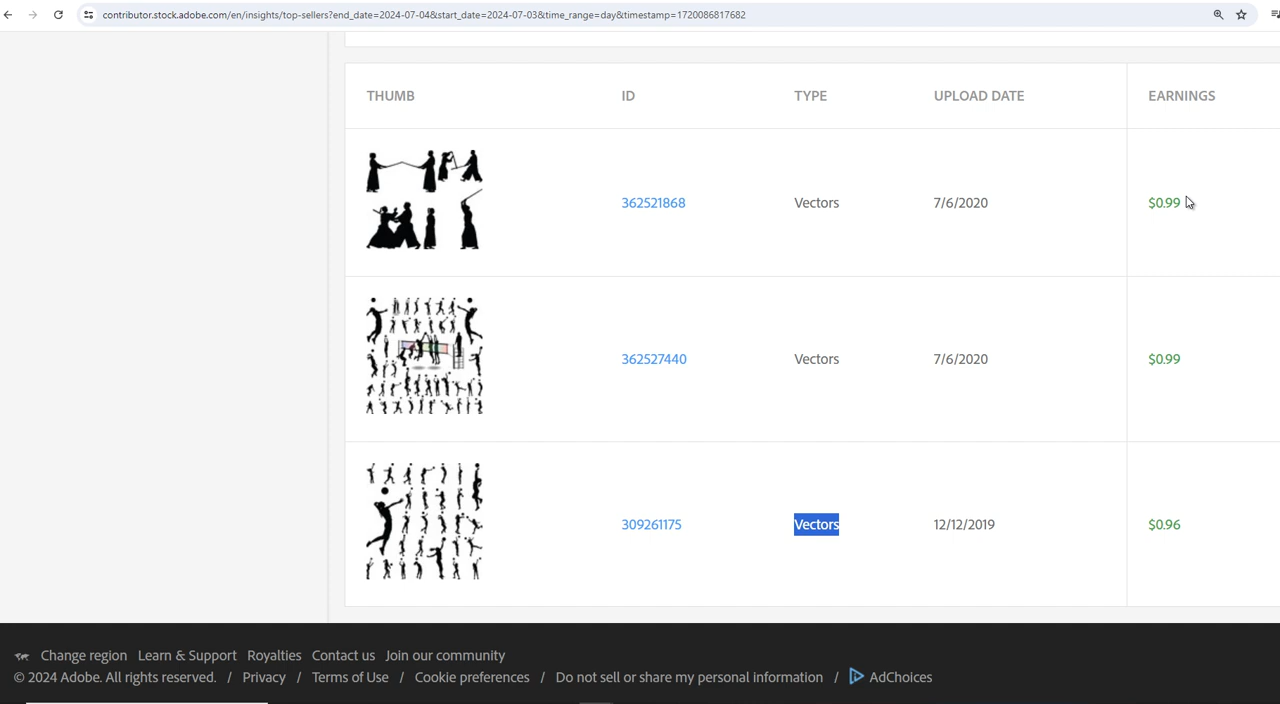 contributor.stock.adobe.com/en/insights/top-sellers?end_date=2024-07-04&start_date=2024-07-03&time_range=day&timestamp=1720086817682
THUMB ID TYPE UPLOAD DATE EARNINGS
362521868 Vectors 7/6/2020 $0.99
362527440 Vectors 7/6/2020 $0.99
309261175 Vectors 12/12/2019 $0.96
Change region Learn & Support Royalties Contact us Join our community
© 2024 Adobe. All rights reserved. / Privacy / Terms of Use / Cookie preferences / Do not sell or share my personal information / AdChoices